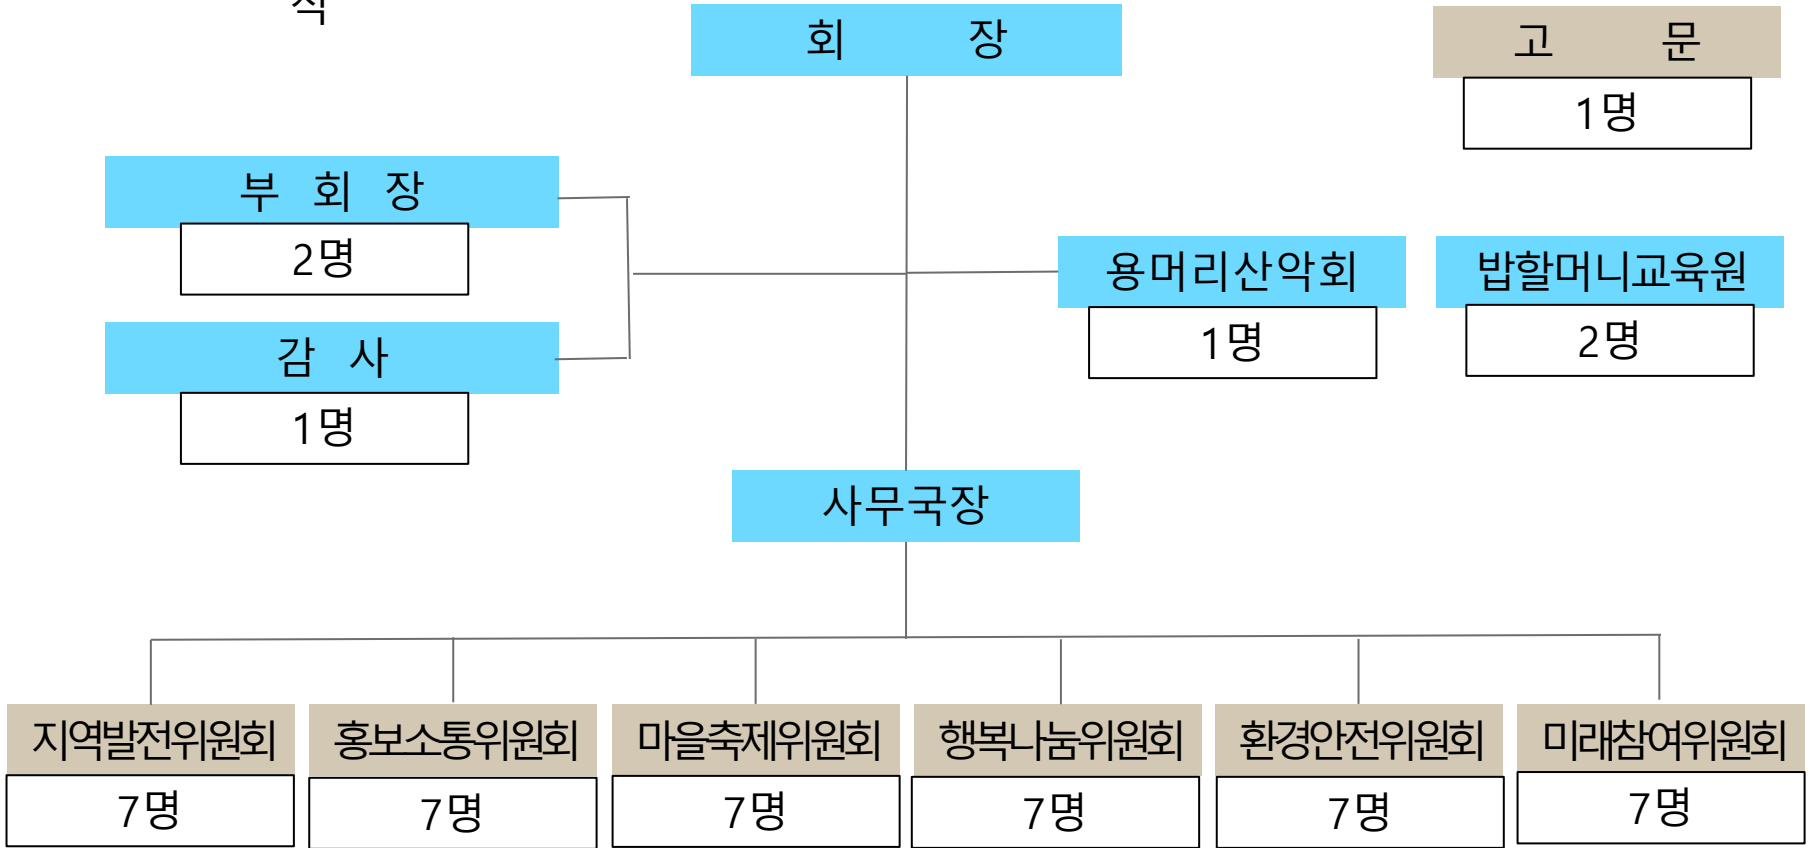 회 장
고 문
1명
부 회 장
2명
용머리산악회
1명
밥할머니교육원
2명
감 사
1명
사무국장
지역발전위원회
7명
홍보소통위원회
7명
마을축제위원회
7명
행복나눔위원회
7명
환경안전위원회
7명
미래참여위원회
7명